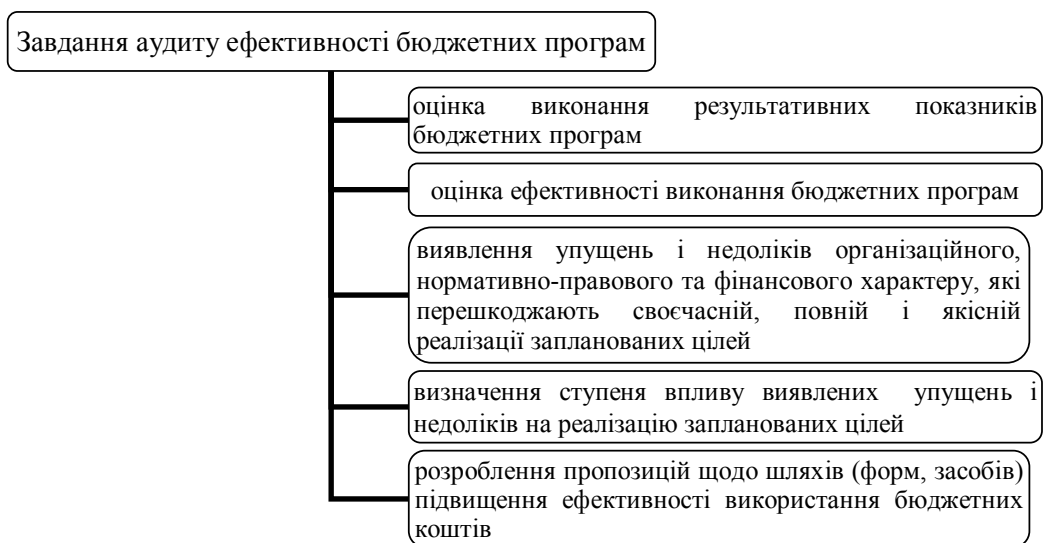 Завдання аудиту ефективності бюджетних програм
оцінка виконання результативних показників
бюджетних програм
оцінка ефективності виконання бюджетних програм
виявлення упущень і недоліків організаційного,
нормативно-правового та фінансового характеру, які
перешкоджають своєчасній, повній і якісній
реалізації запланованих цілей
визначення ступеня впливу виявлених упущень і
недоліків на реалізацію запланованих цілей
розроблення пропозицій щодо шляхів (форм, засобів)
підвищення ефективності використання бюджетних
коштів